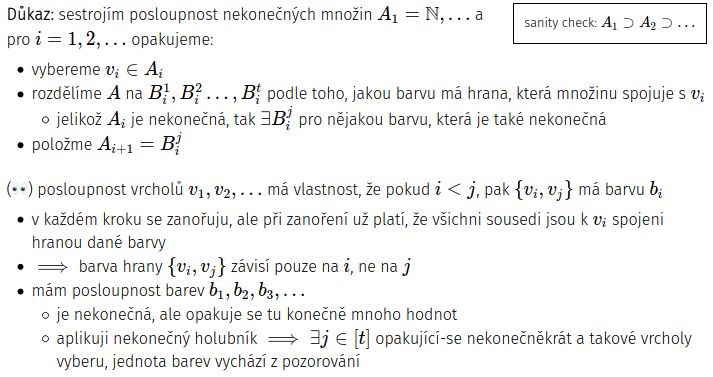 Důkaz: sestrojím posloupnost nekonečných množin $A_1 = \mathbb{N}, \ldots$ a
pro $i = 1, 2, \ldots$ opakujeme:
sanity check: $A_1 \supset A_2 \supset \ldots$
• vybereme $v_i \in A_i$
• rozdělíme $A$ na $B_i^1, B_i^2 \ldots, B_i^t$ podle toho, jakou barvu má hrana, která množinu spojuje s $v_i$
◦ jelikož $A_i$ je nekonečná, tak $\exists B_i^j$ pro nějakou barvu, která je také nekonečná
• položme $A_{i+1} = B_i^j$
(👀) posloupnost vrcholů $v_1, v_2, \ldots$ má vlastnost, že pokud $i < j$, pak $\{v_i, v_j\}$ má barvu $b_i$
• v každém kroku se zanořuju, ale při zanoření už platí, že všichni sousedi jsou k $v_i$ spojeni
hranou dané barvy
• $\implies$ barva hrany $\{v_i, v_j\}$ závisí pouze na $i$, ne na $j$
• mám posloupnost barev $b_1, b_2, b_3, \ldots$
◦ je nekonečná, ale opakuje se tu konečně mnoho hodnot
◦ aplikuji nekonečný holubník $\implies \exists j \in [t]$ opakující-se nekonečněkrát a takové vrcholy
vyberu, jednota barev vychází z pozorování